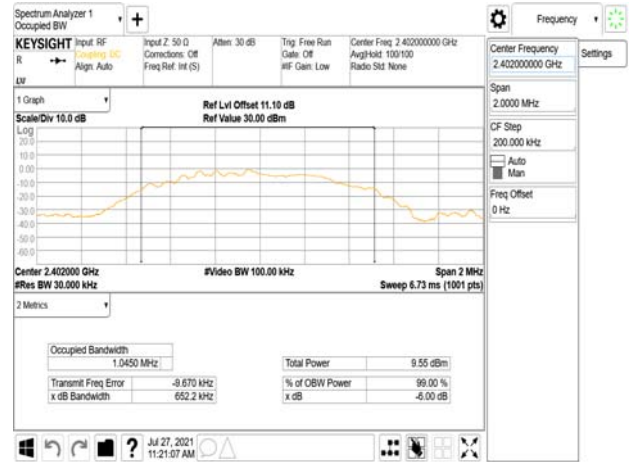 Spectrum Analyzer 1
Occupied BW
Frequency
KEYSIGHT
R
LU
Input: RF
Coupling: DC
Align: Auto
Input Z: 50 Ω
Corrections: Off
Freq Ref: Int (S)
Atten: 30 dB
Trig: Free Run
Gate: Off
#IF Gain: Low
Center Freq: 2.402000000 GHz
Avg|Hold: 100/100
Radio Std: None
Center Frequency
2.402000000 GHz
Settings
Span
2.0000 MHz
CF Step
200.000 kHz
Auto
Man
Freq Offset
0 Hz
1 Graph
Scale/Div 10.0 dB
Ref Lvl Offset 11.10 dB
Ref Value 30.00 dBm
Log
20.0
10.0
0.00
-10.0
-20.0
-30.0
-40.0
-50.0
-60.0
Center 2.402000 GHz
#Res BW 30.000 kHz
#Video BW 100.00 kHz
Span 2 MHz
Sweep 6.73 ms (1001 pts)
2 Metrics
Occupied Bandwidth
1.0450 MHz
Total Power 9.55 dBm
Transmit Freq Error -9.670 kHz
% of OBW Power 99.00 %
x dB Bandwidth 652.2 kHz
x dB -6.00 dB
?
Jul 27, 2021
11:21:07 AM